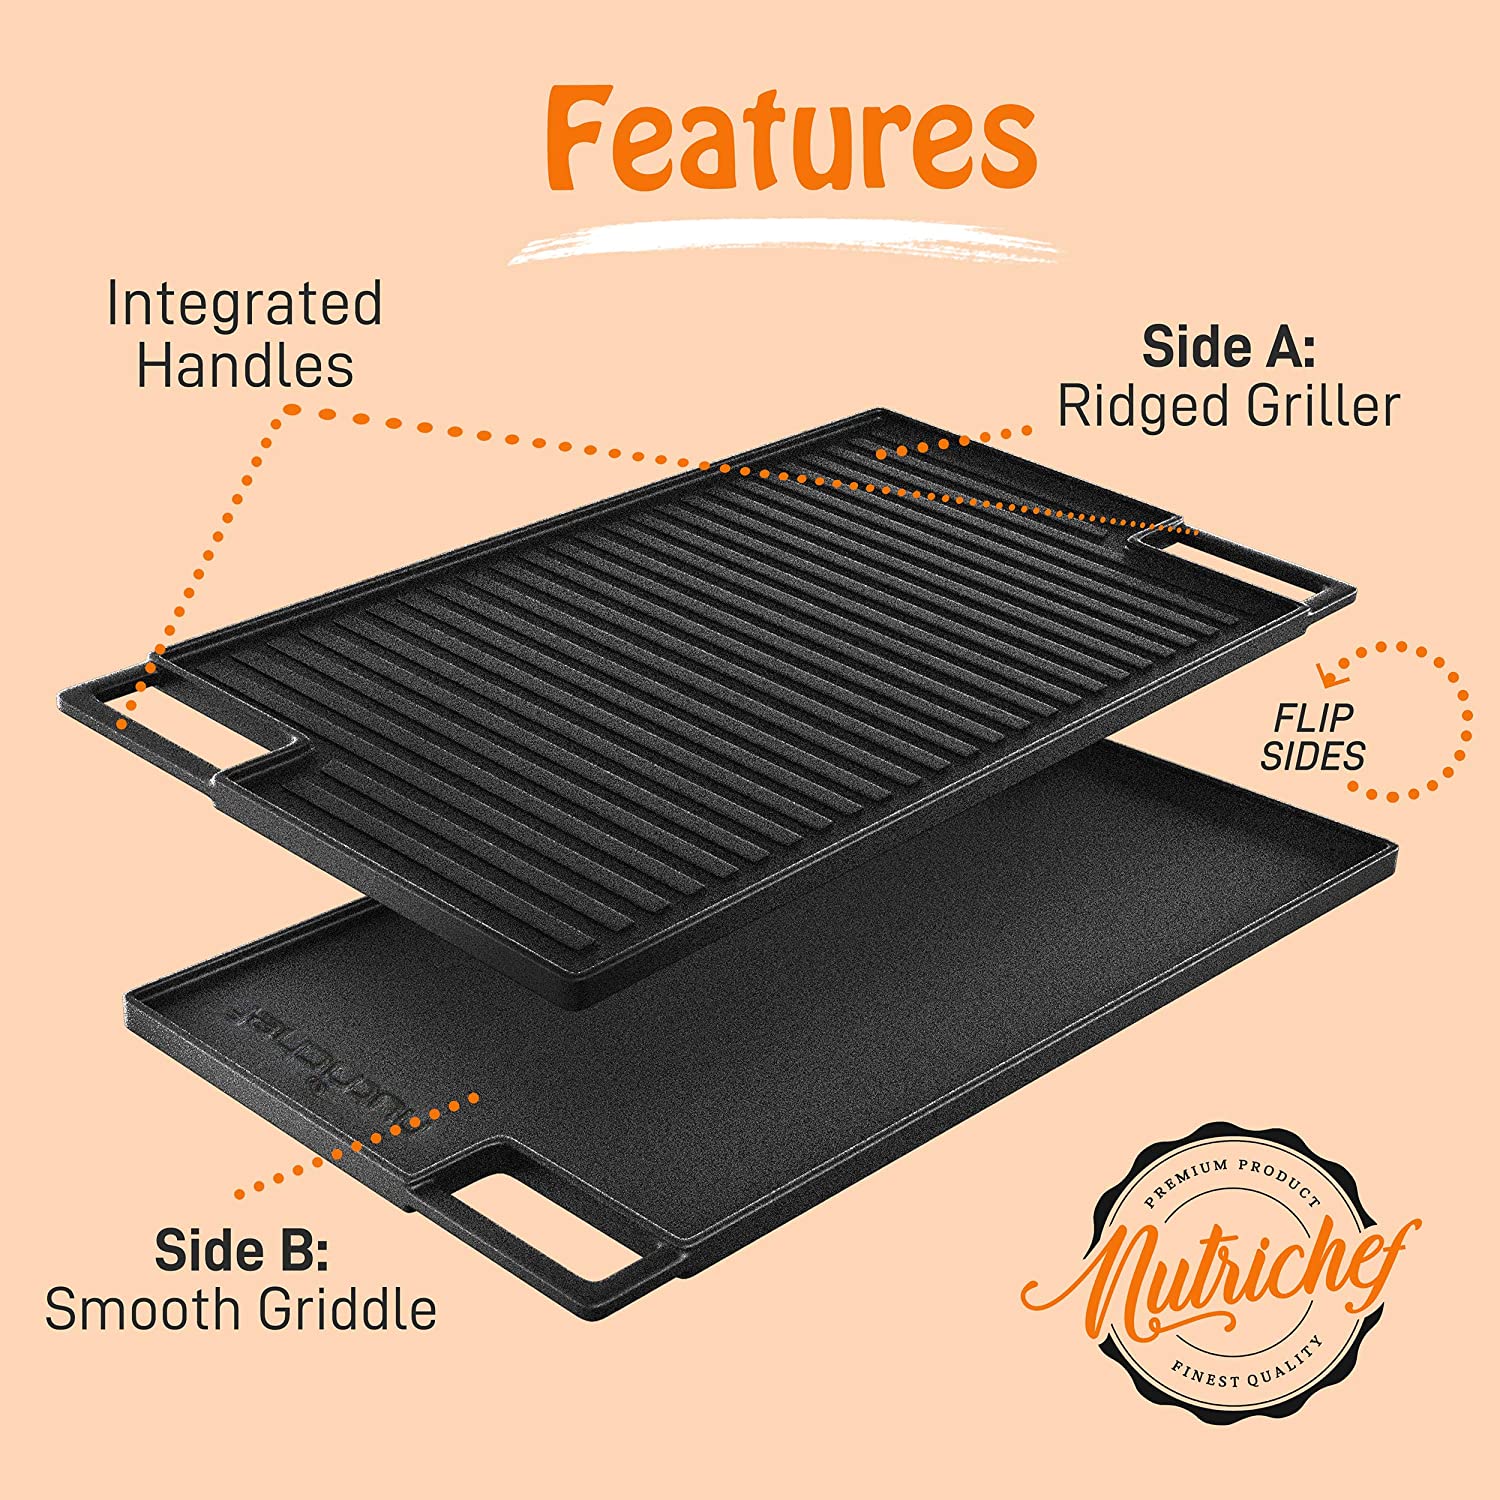 Features
Integrated
Handles
Side A:
Ridged Griller
FLIP
SIDES
Side B:
Smooth Griddle
PREMIUM PRODUCT
Nutrichef
FINEST QUALITY